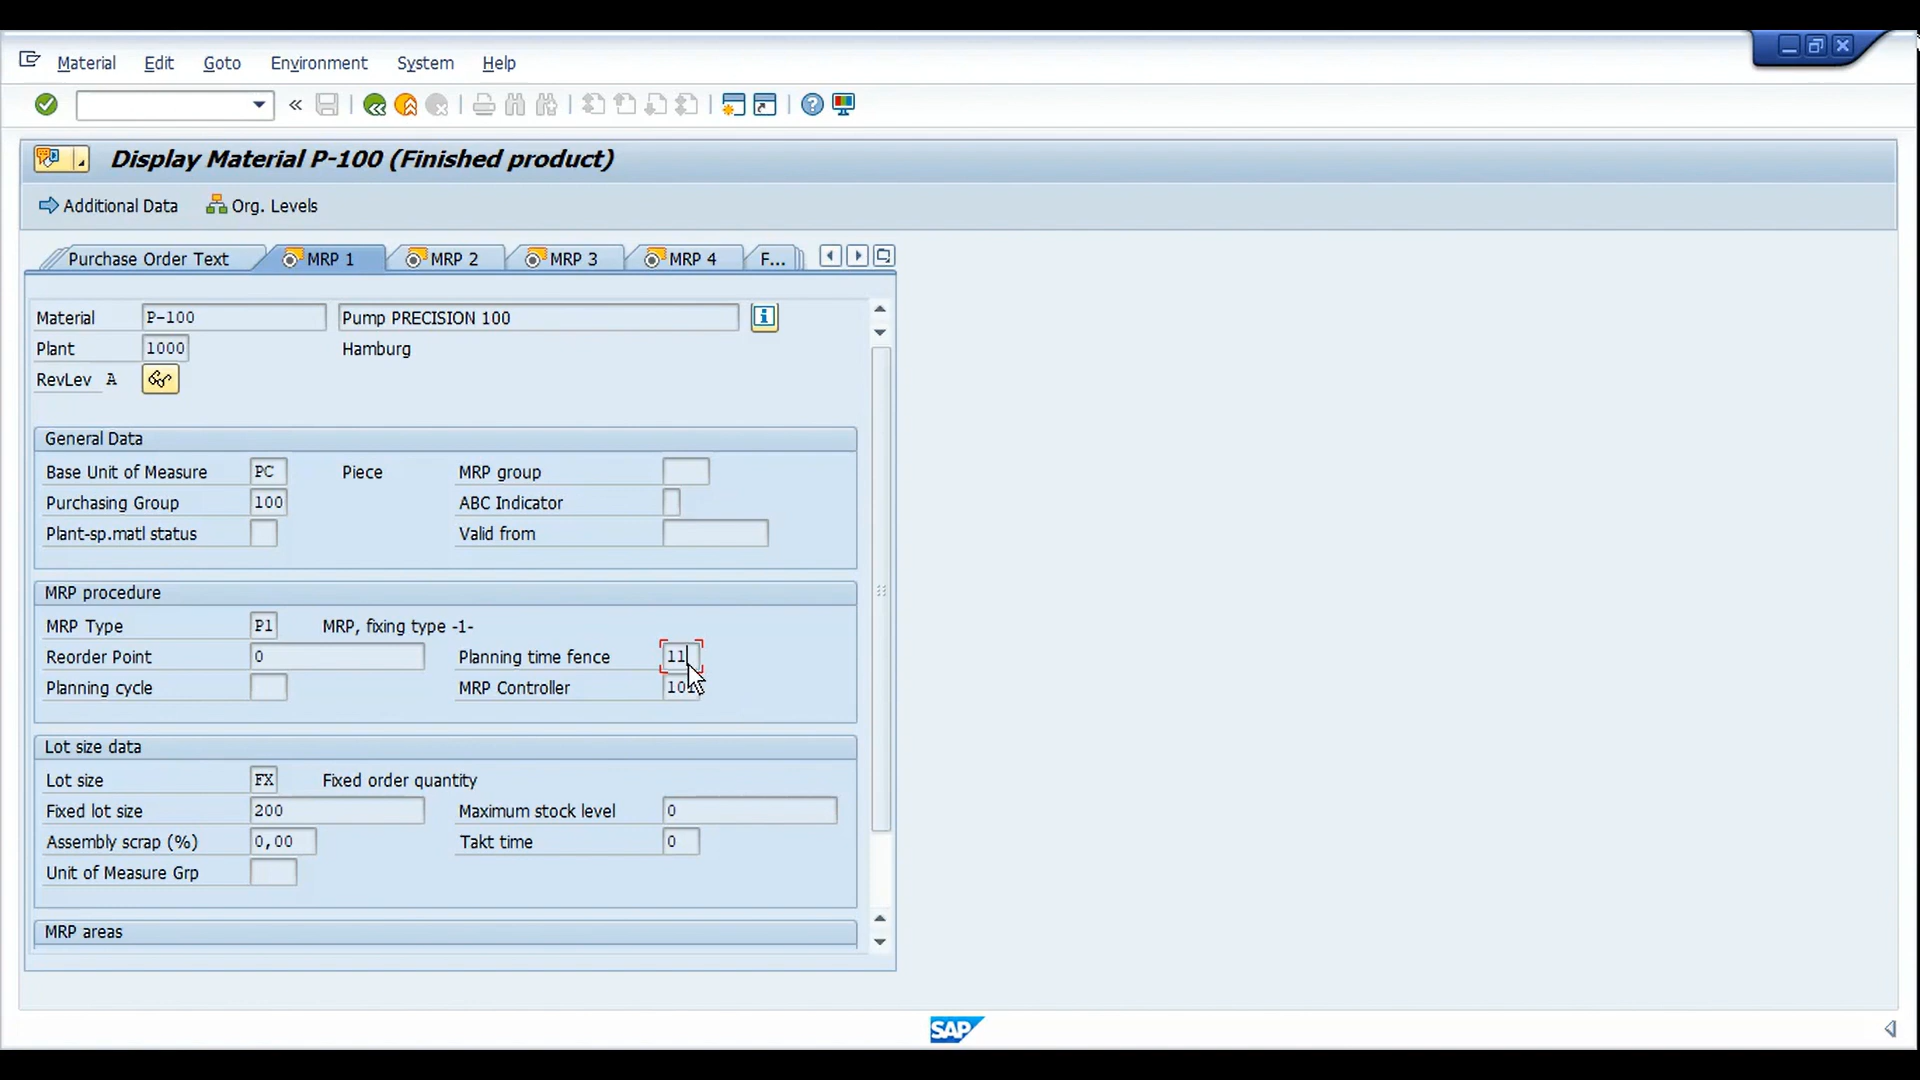 Material Edit Goto Environment System Help
Display Material P-100 (Finished product)
Additional Data Org. Levels
Purchase Order Text MRP 1 MRP 2 MRP 3 MRP 4 F...
Material P-100 Pump PRECISION 100
Plant 1000 Hamburg
RevLev A
General Data
Base Unit of Measure PC Piece MRP group
Purchasing Group 100 ABC Indicator
Plant-sp.matl status Valid from
MRP procedure
MRP Type P1 MRP, fixing type -1-
Reorder Point 0 Planning time fence 11
Planning cycle MRP Controller
Lot size data
Lot size FX Fixed order quantity
Fixed lot size 200 Maximum stock level 0
Assembly scrap (%) 0,00 Takt time 0
Unit of Measure Grp
MRP areas
SAP